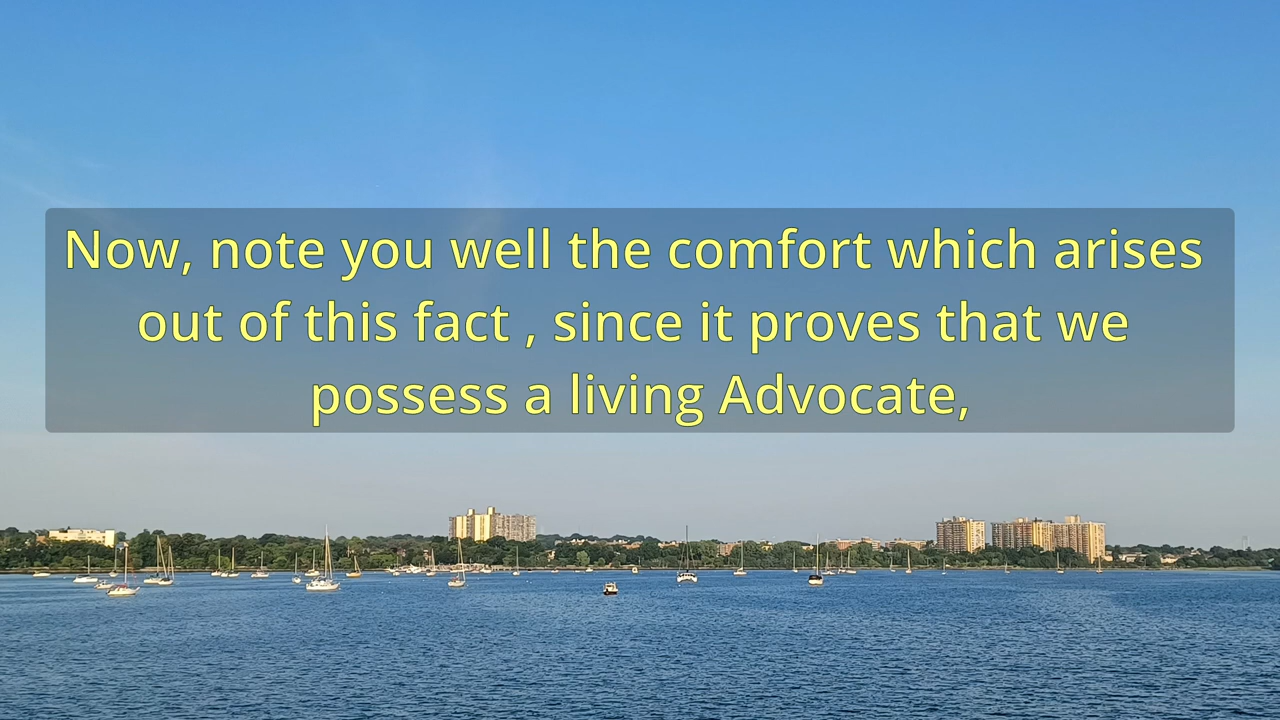 Now, note you well the comfort which arises
out of this fact , since it proves that we
possess a living Advocate,